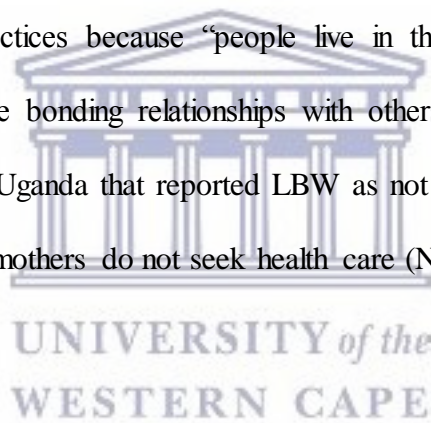 ctices because “people live in th
e bonding relationships with other
Uganda that reported LBW as not
mothers do not seek health care (N
UNIVERSITY of the
WESTERN CAPE